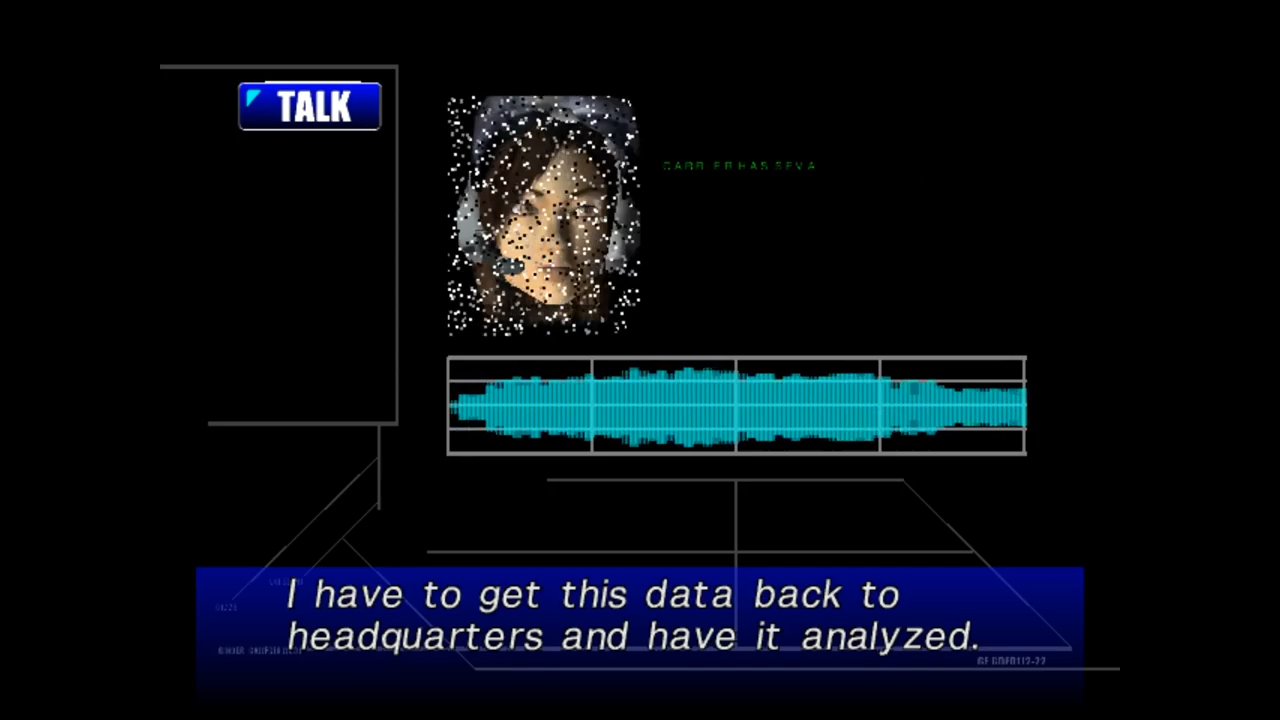 TALK
I have to get this data back to
headquarters and have it analyzed.